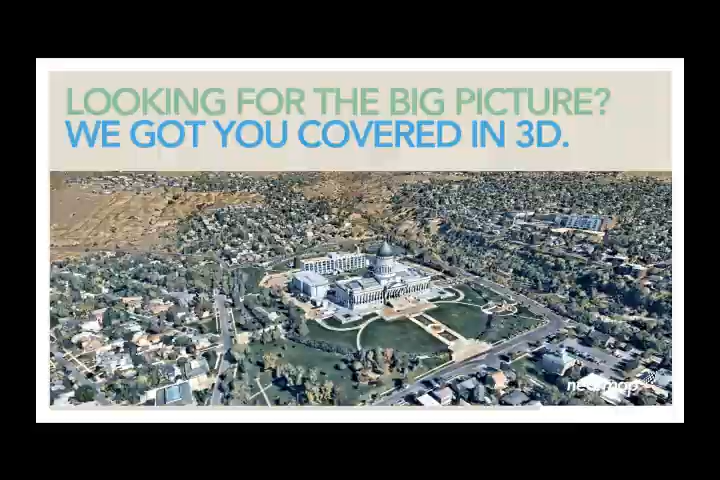 LOOKING FOR THE BIG PICTURE?
WE GOT YOU COVERED IN 3D.
nearmap